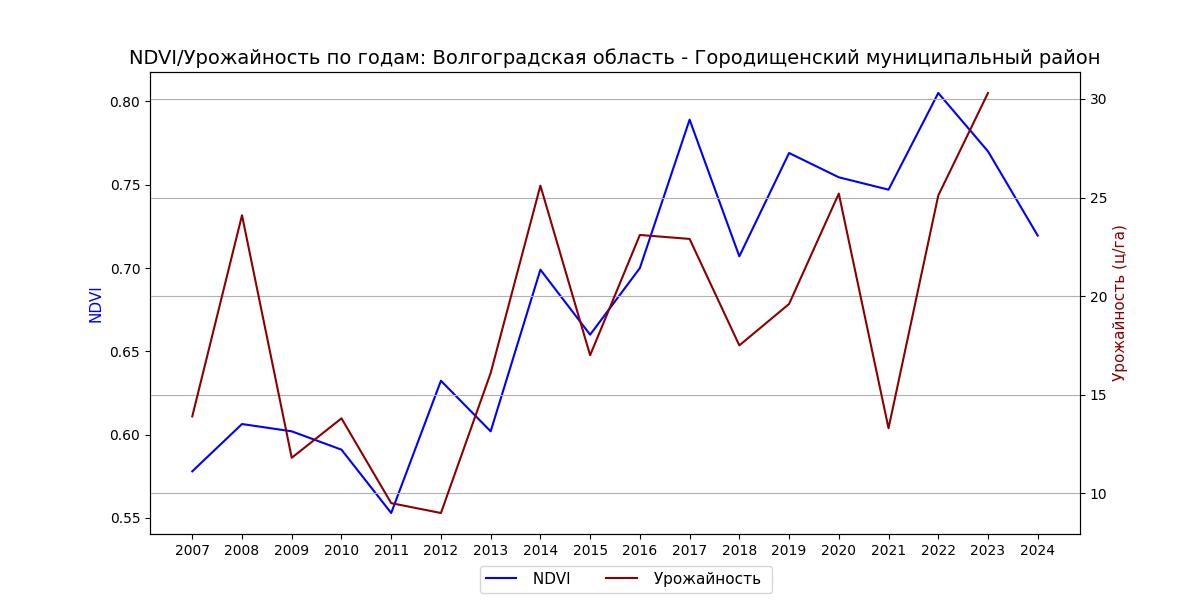 NDVI/Урожайность по годам: Волгоградская область - Городищенский муниципальный район
0.80
0.75
0.70
0.65
0.60
0.55
NDVI
30
25
20
15
10
Урожайность (ц/га)
2007 2008 2009 2010 2011 2012 2013 2014 2015 2016 2017 2018 2019 2020 2021 2022 2023 2024
NDVI Урожайность